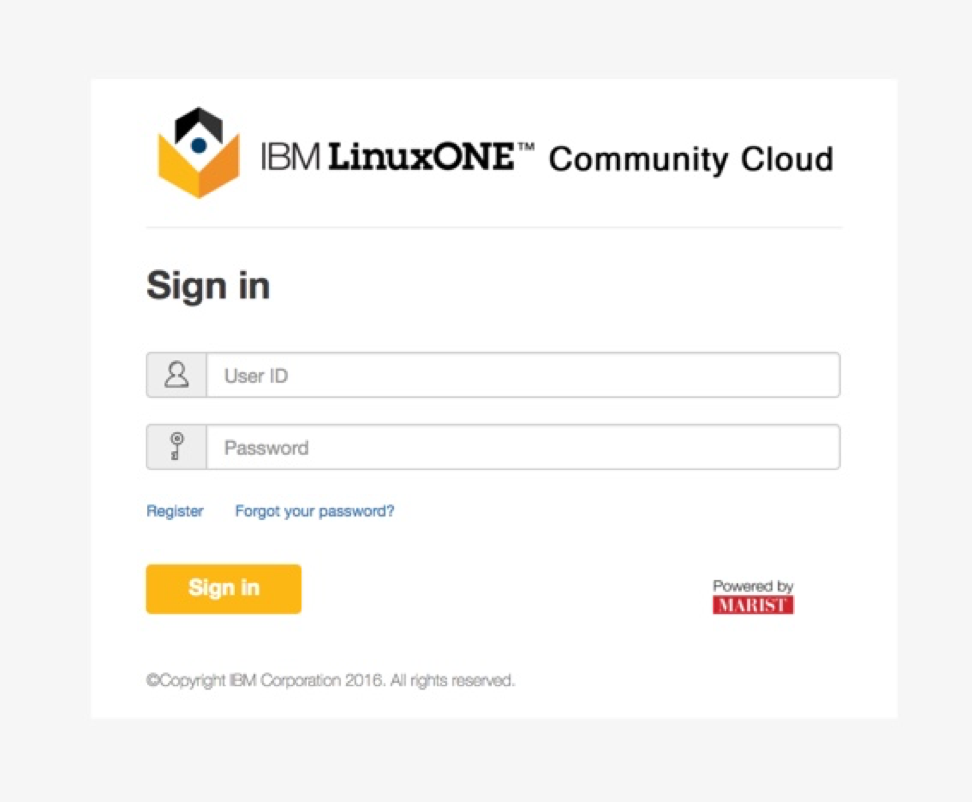 IBM LinuxONE™ Community Cloud
Sign in
User ID
Password
Register Forgot your password?
Sign in
Powered by
MARIST
©Copyright IBM Corporation 2016. All rights reserved.